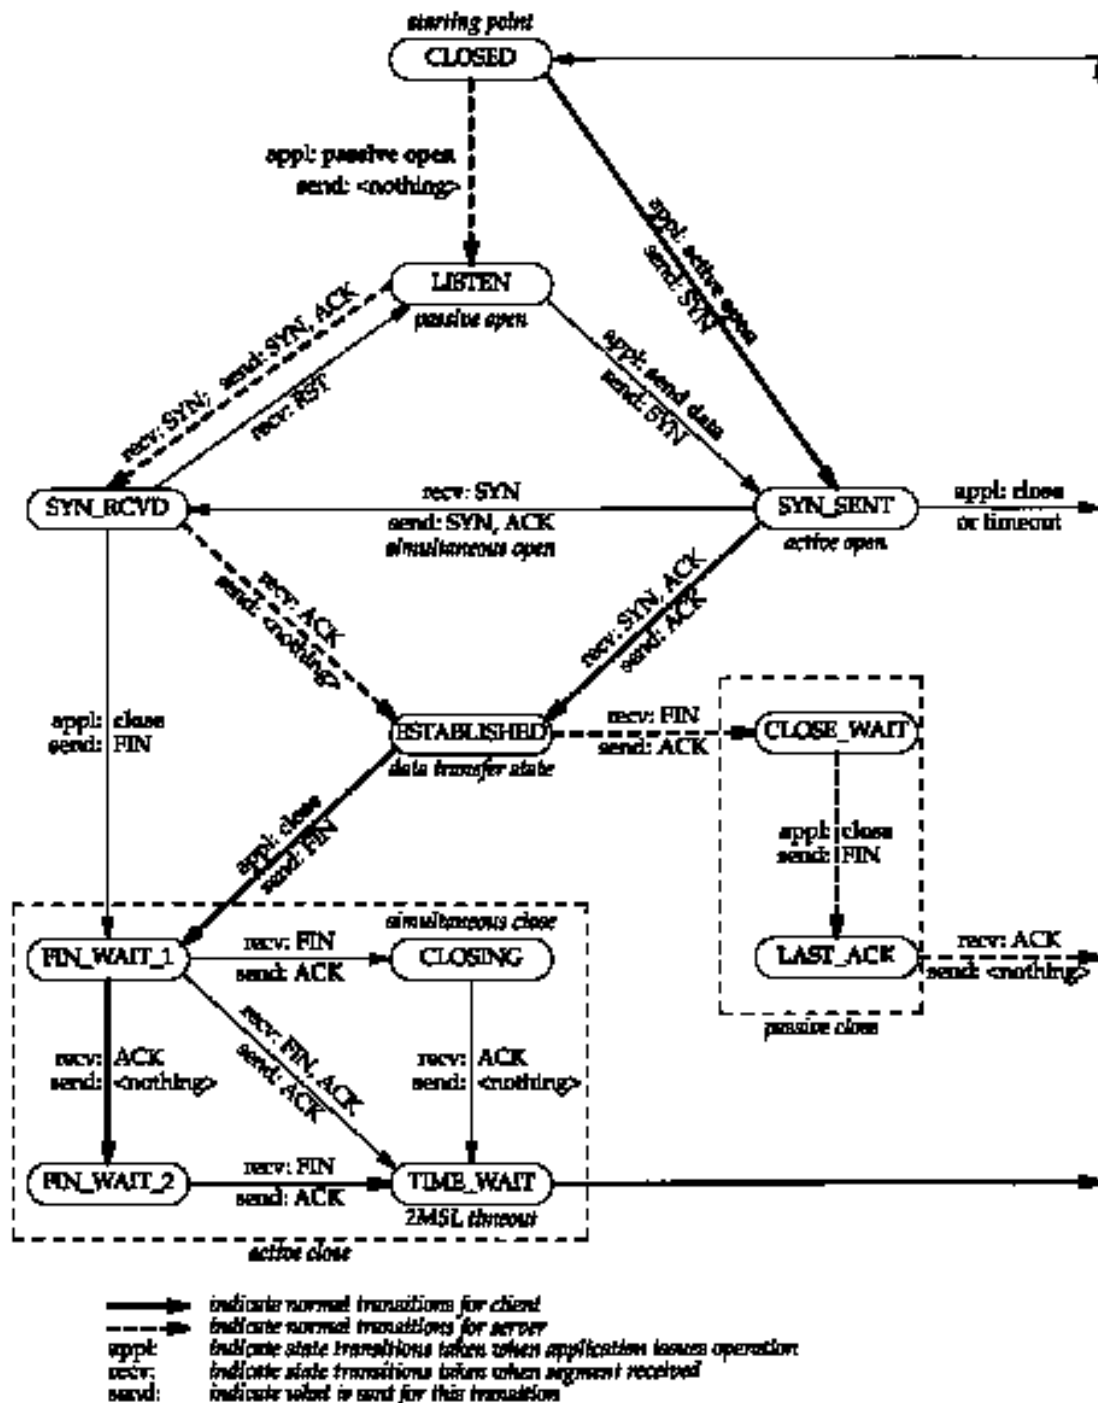 starting point
CLOSED
appl: passive open
send: <nothing>
appl: active open
send: SYN
LISTEN
passive open
recv: SYN; send: SYN, ACK
recv: RST
appl: send data
send: SYN
SYN_RCVD
recv: SYN
send: SYN, ACK
simultaneous open
SYN_SENT
active open
appl: close
or timeout
recv: ACK
send: <nothing>
recv: SYN, ACK
send: ACK
appl: close
send: FIN
ESTABLISHED
data transfer state
recv: FIN
send: ACK
CLOSE_WAIT
appl: close
send: FIN
appl: close
send: FIN
simultaneous close
FIN_WAIT_1
recv: FIN
send: ACK
CLOSING
LAST_ACK
recv: ACK
send: <nothing>
passive close
recv: ACK
send: <nothing>
recv: FIN, ACK
send: ACK
recv: ACK
send: <nothing>
FIN_WAIT_2
recv: FIN
send: ACK
TIME_WAIT
2MSL timeout
active close
indicate normal transitions for client
indicate normal transitions for server
appl: indicate state transitions taken when application issues operation
recv: indicate state transitions taken when segment received
send: indicate what is sent for this transition